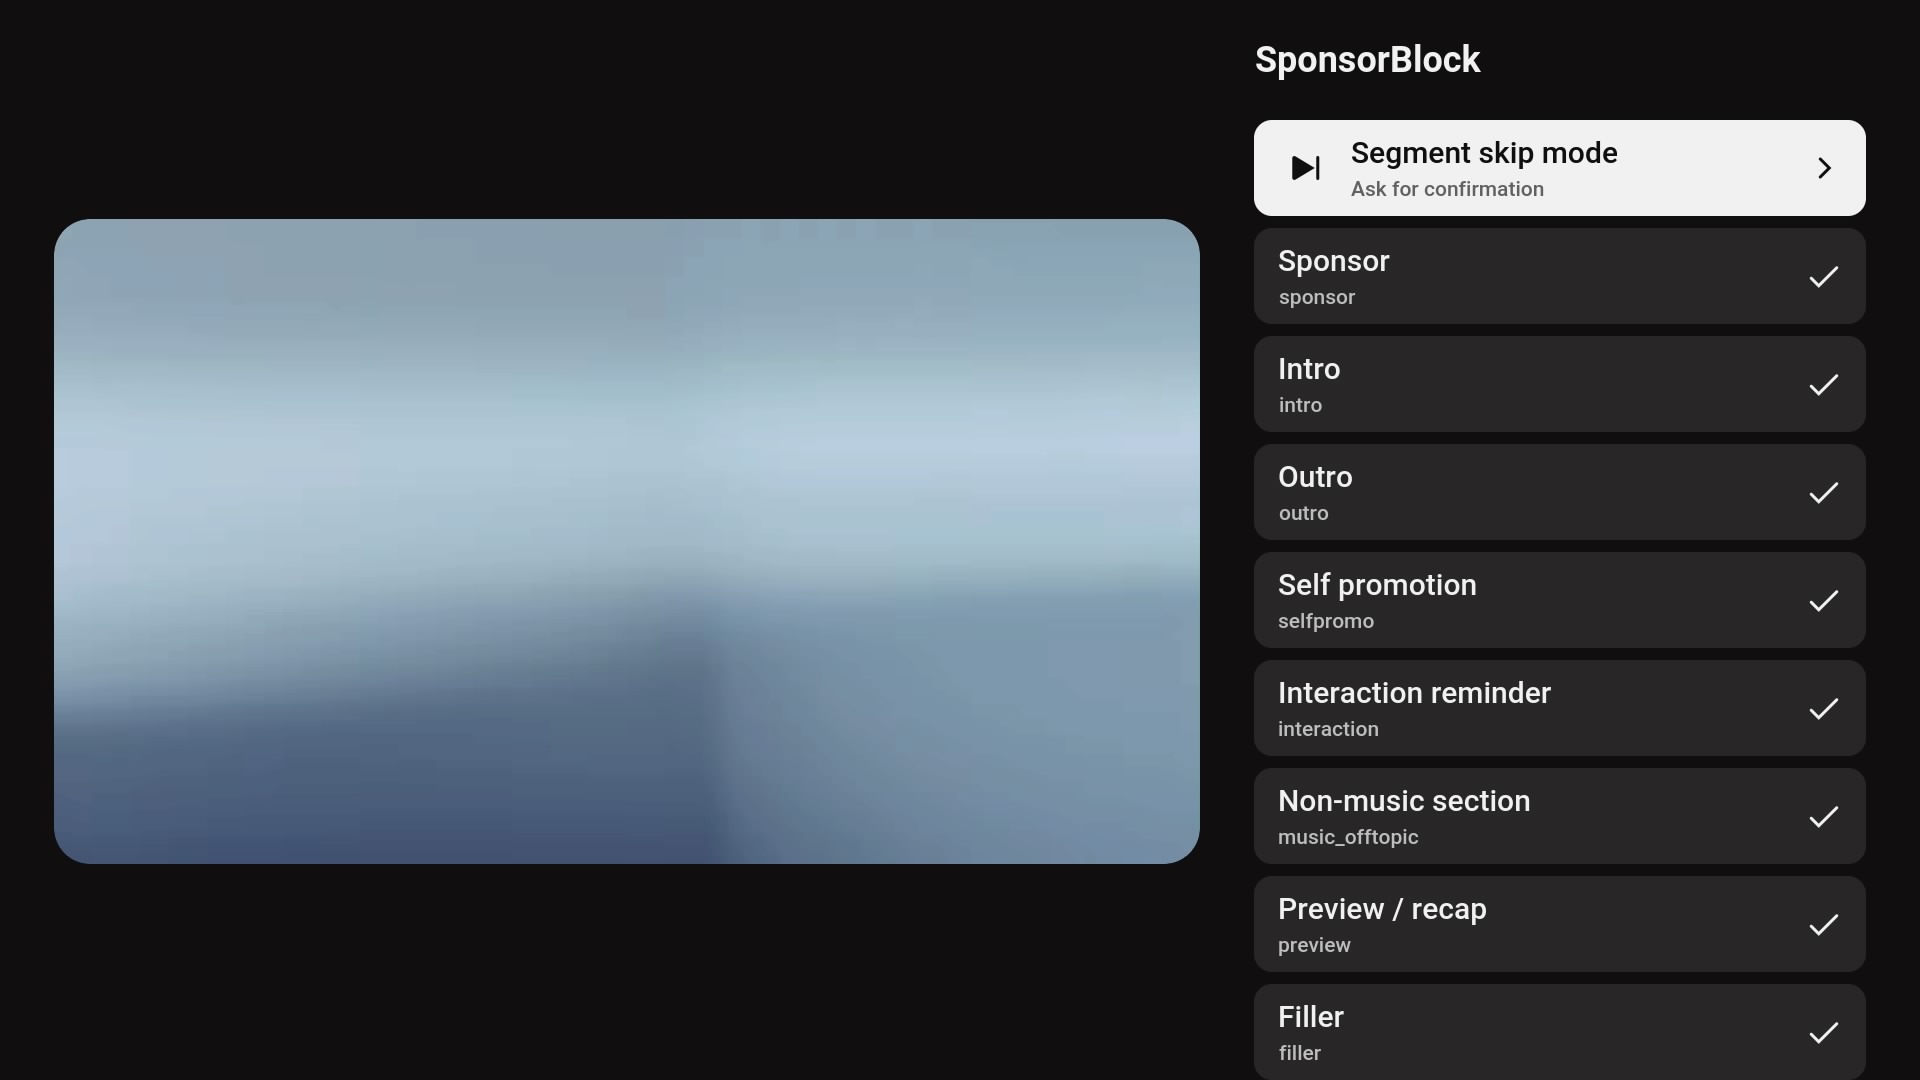 SponsorBlock
Segment skip mode
Ask for confirmation
Sponsor
sponsor
Intro
intro
Outro
outro
Self promotion
selfpromo
Interaction reminder
interaction
Non-music section
music_offtopic
Preview / recap
preview
Filler
filler